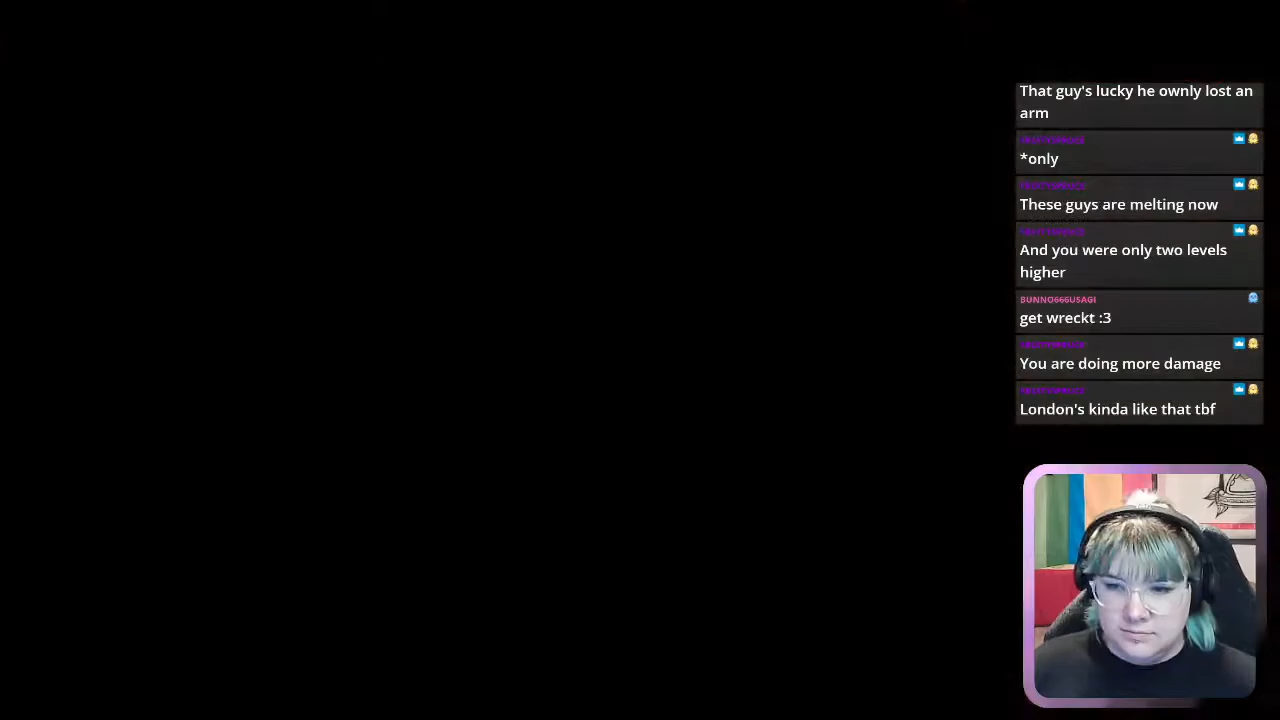 That guy's lucky he ownly lost an
arm
*only
These guys are melting now
And you were only two levels
higher
BUNNO666USAGI
get wreckt :3
You are doing more damage
London's kinda like that tbf